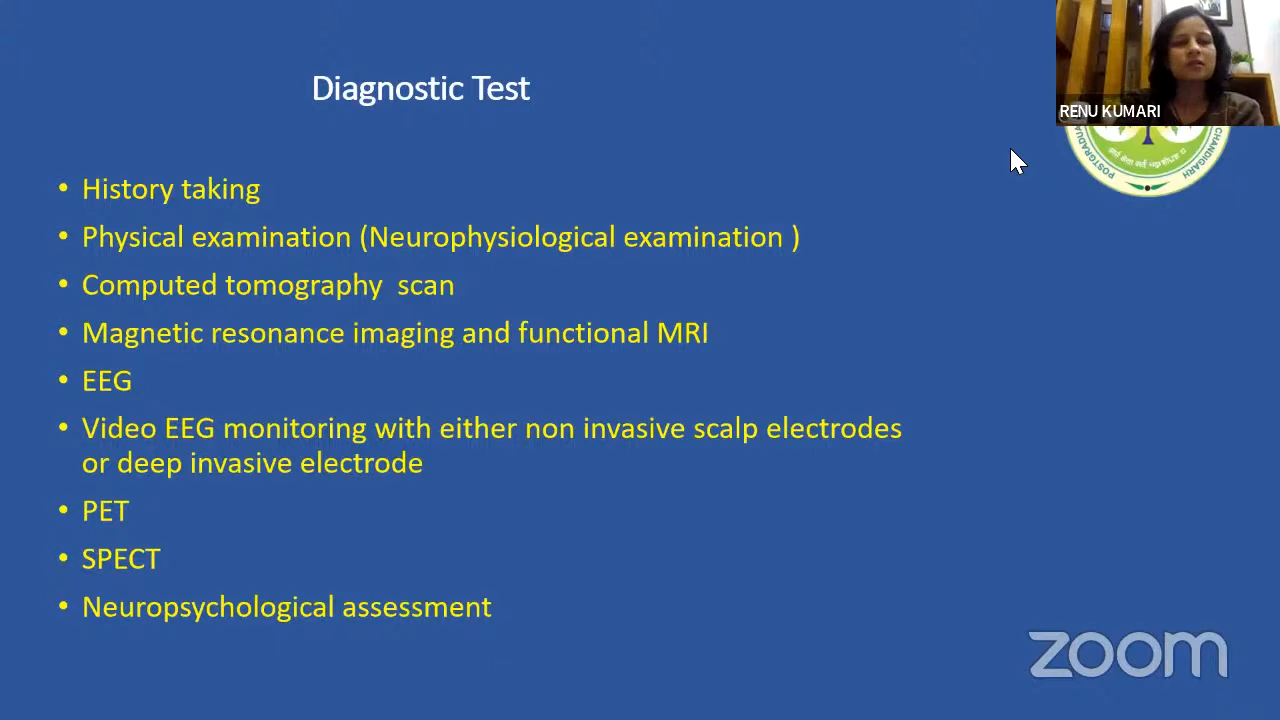 Diagnostic Test
RENU KUMARI
POSTGRADUA
CHANDIGARH
• History taking
• Physical examination (Neurophysiological examination )
• Computed tomography  scan
• Magnetic resonance imaging and functional MRI
• EEG
• Video EEG monitoring with either non invasive scalp electrodes
or deep invasive electrode
• PET
• SPECT
• Neuropsychological assessment
zoom